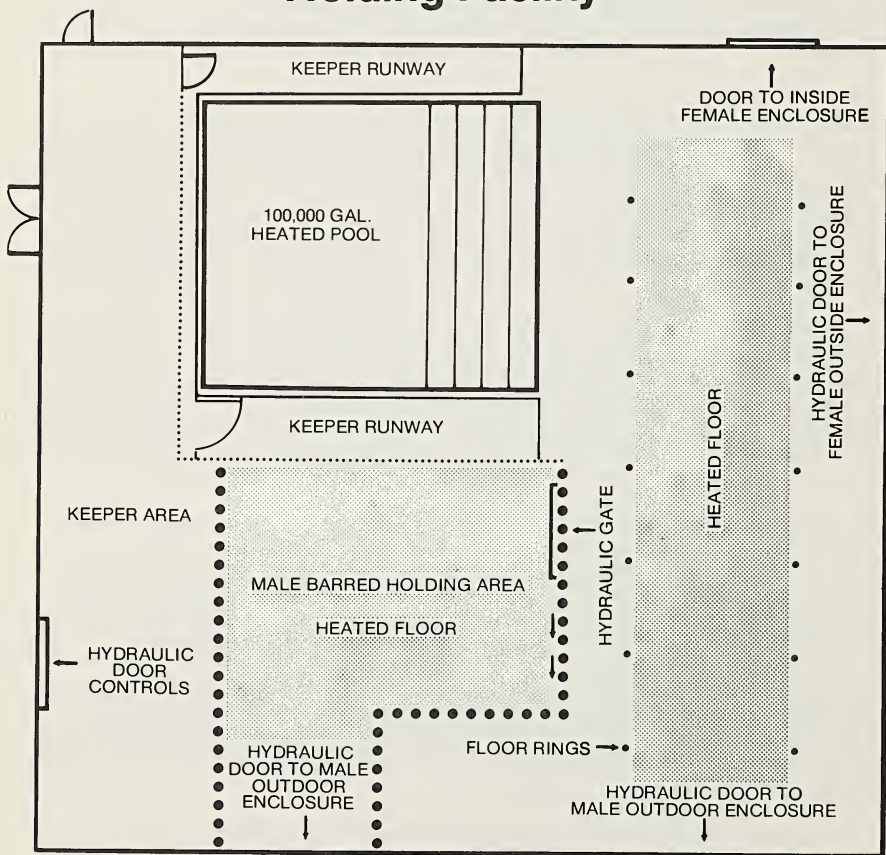 Holding Facility
KEEPER RUNWAY
DOOR TO INSIDE
FEMALE ENCLOSURE
100,000 GAL.
HEATED POOL
HYDRAULIC DOOR TO
FEMALE OUTSIDE ENCLOSURE
HEATED FLOOR
KEEPER RUNWAY
KEEPER AREA
HYDRAULIC GATE
MALE BARRED HOLDING AREA
HEATED FLOOR
HYDRAULIC
DOOR
CONTROLS
FLOOR RINGS
HYDRAULIC
DOOR TO MALE
OUTDOOR
ENCLOSURE
HYDRAULIC DOOR TO
MALE OUTDOOR ENCLOSURE